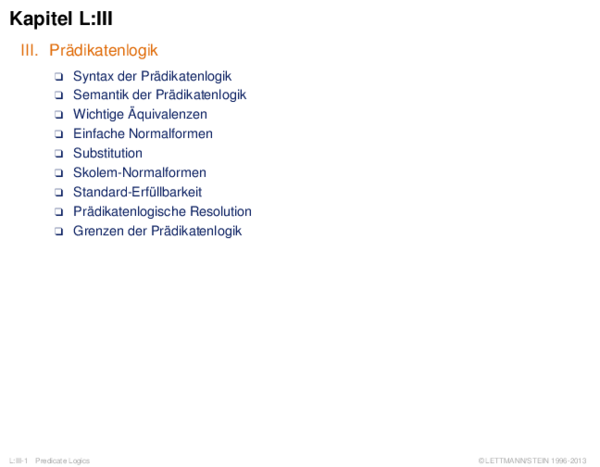 Kapitel L:III
III. Prädikatenlogik
❑ Syntax der Prädikatenlogik
❑ Semantik der Prädikatenlogik
❑ Wichtige Äquivalenzen
❑ Einfache Normalformen
❑ Substitution
❑ Skolem-Normalformen
❑ Standard-Erfüllbarkeit
❑ Prädikatenlogische Resolution
❑ Grenzen der Prädikatenlogik
L:III-1 Predicate Logics ©LETTMANN/STEIN 1996-2013